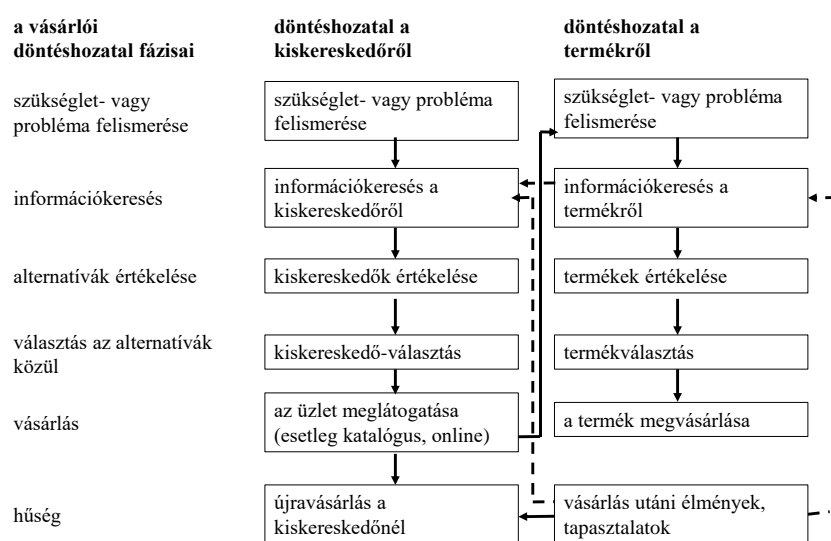 a vásárlói
döntéshozatal fázisai
döntéshozatal a
kiskereskedőről
döntéshozatal a
termékről
szükséglet- vagy
probléma felismerése
szükséglet- vagy probléma
felismerése
szükséglet- vagy probléma
felismerése
információkeresés
információkeresés a
kiskereskedőről
információkeresés a
termékről
alternatívák értékelése
kiskereskedők értékelése
termékek értékelése
választás az alternatívák
közül
kiskereskedő-választás
termékválasztás
vásárlás
az üzlet meglátogatása
(esetleg katalógus, online)
a termék megvásárlása
hűség
újravásárlás a
kiskereskedőnél
vásárlás utáni élmények,
tapasztalatok